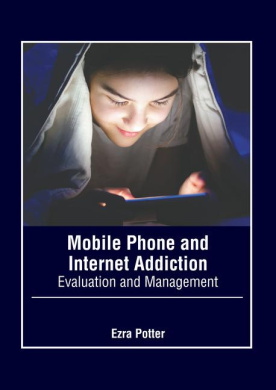 Mobile Phone and
Internet Addiction
Evaluation and Management
Ezra Potter